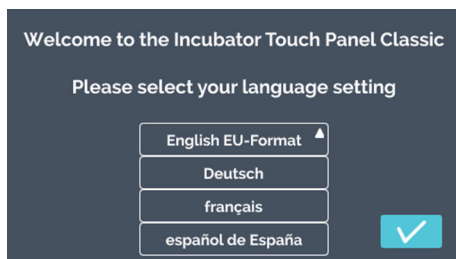 Welcome to the Incubator Touch Panel Classic
Please select your language setting
English EU-Format
Deutsch
français
español de España